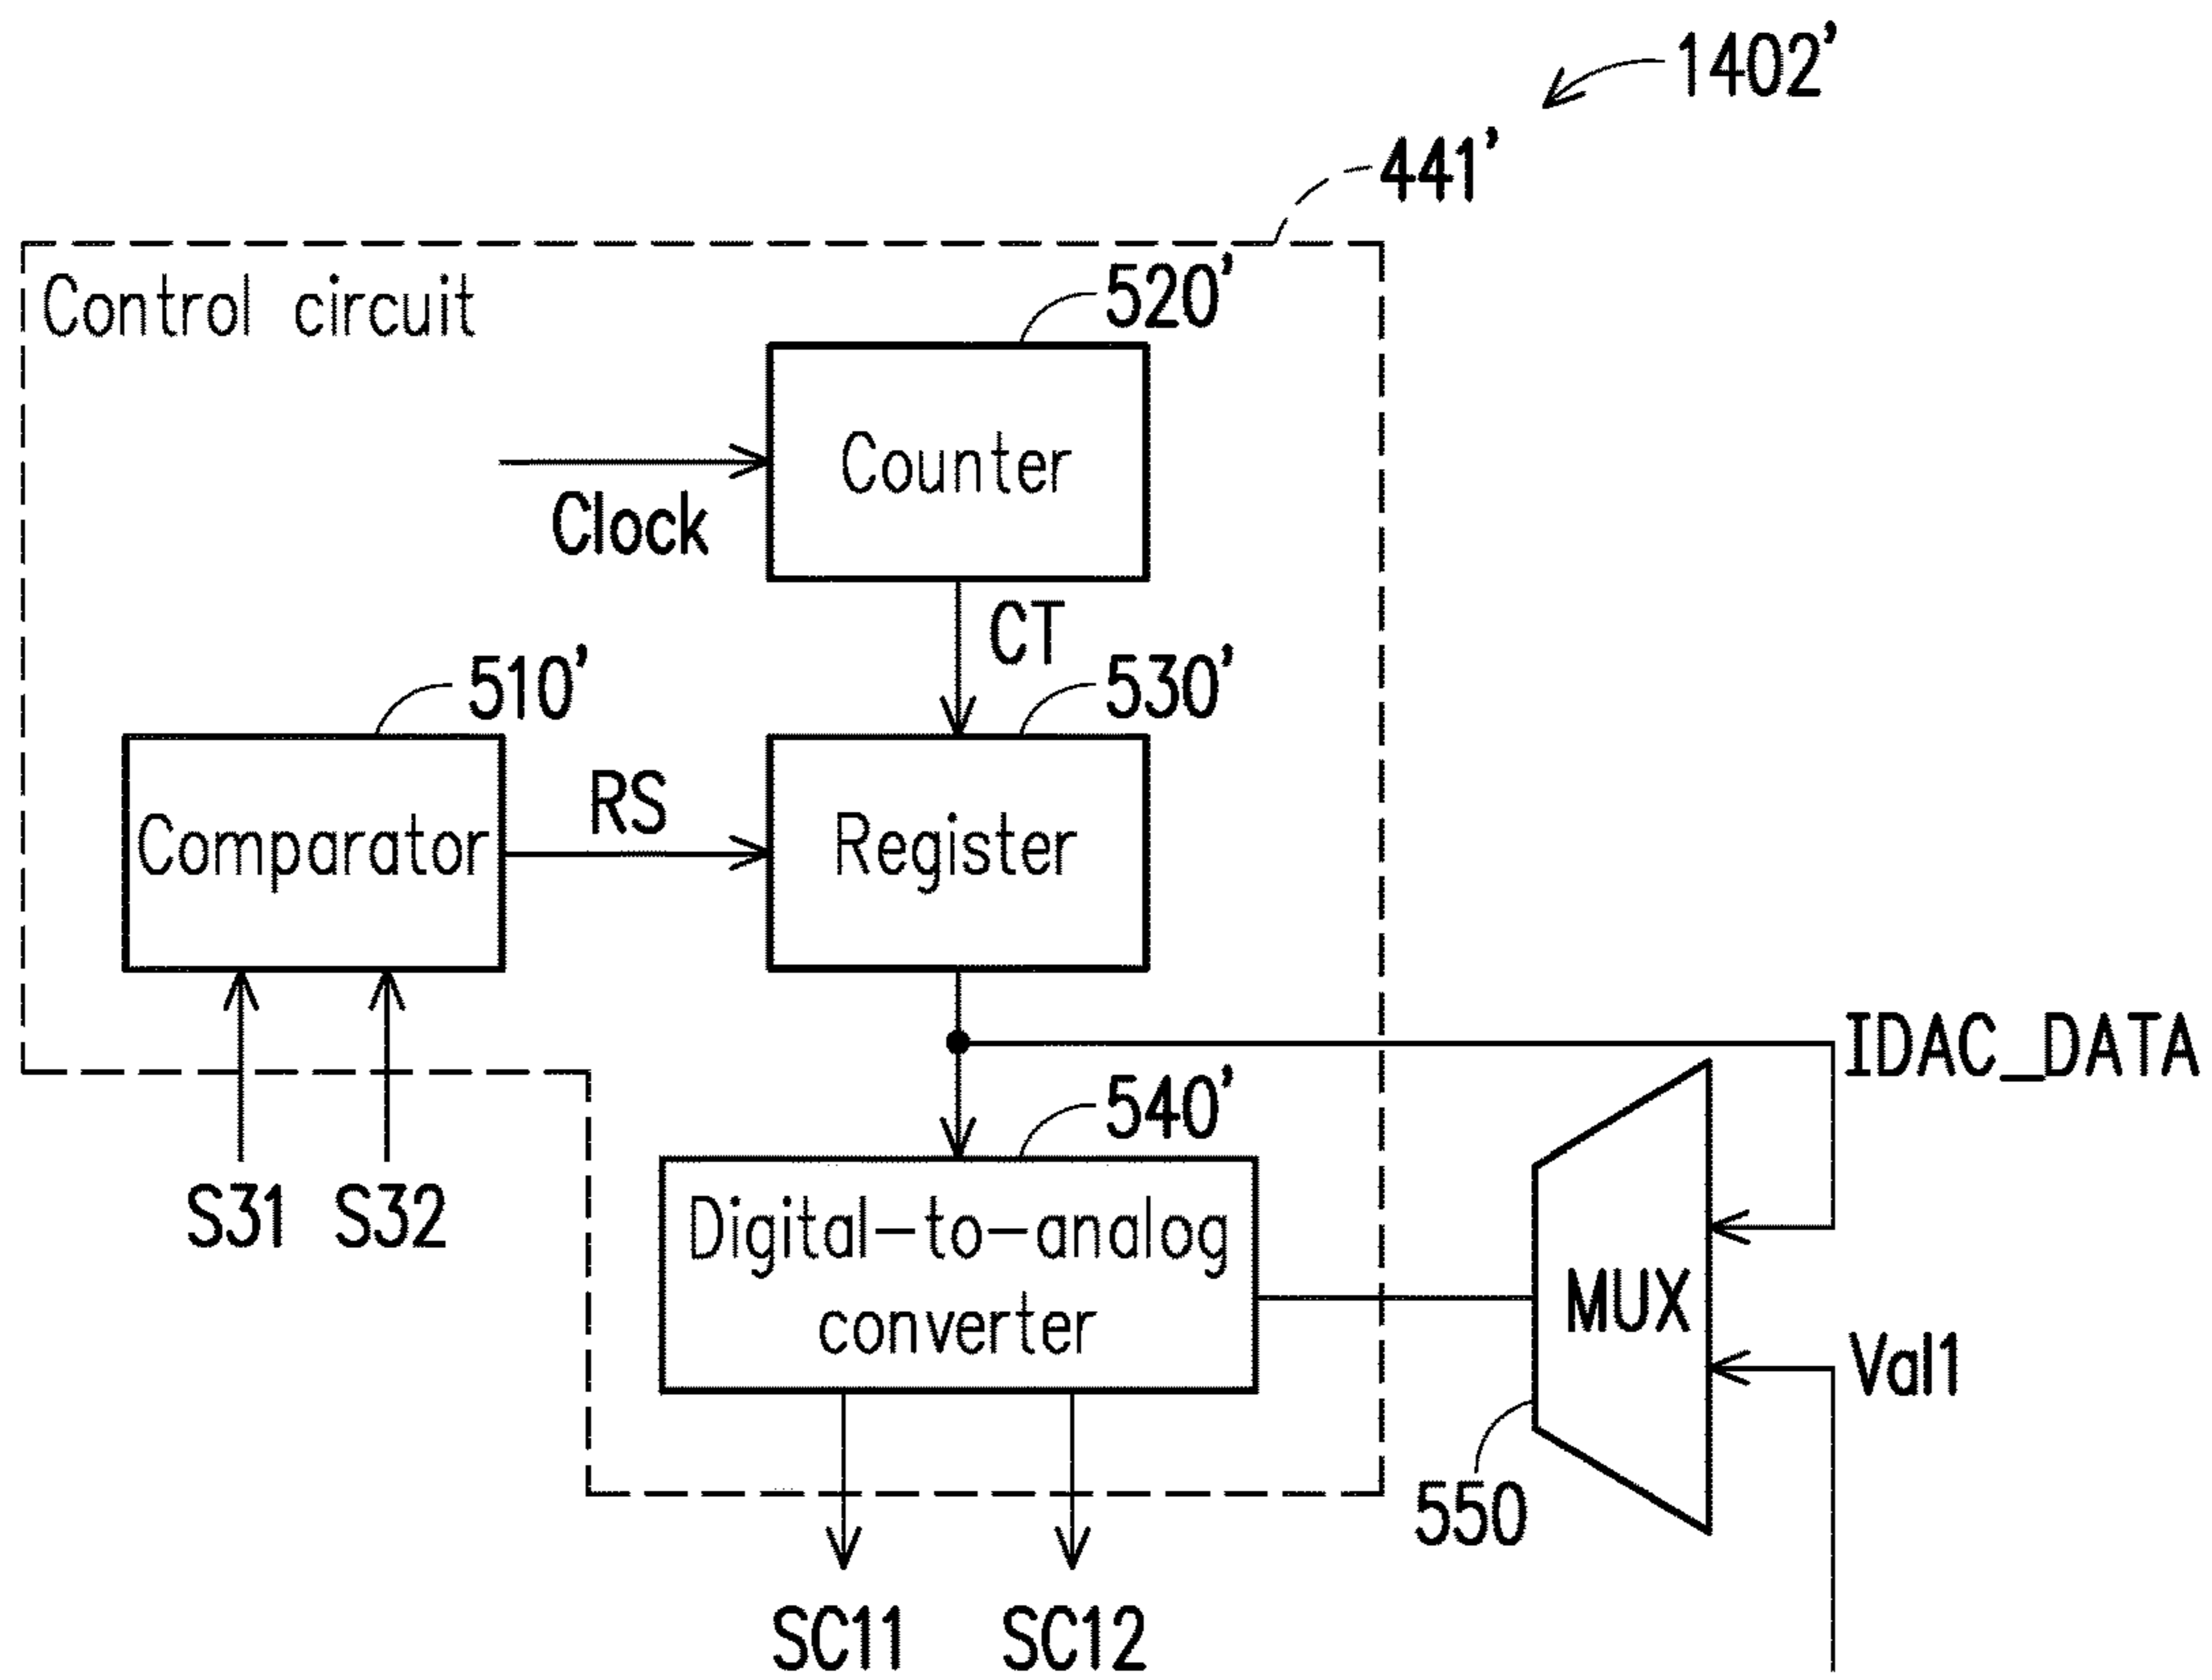 1402'
441'
Control circuit
520'
Counter
Clock
CT
510'
530'
RS
Comparator
Register
IDAC_DATA
540'
S31
S32
Digital-to-analog
converter
MUX
Val1
550
SC11
SC12